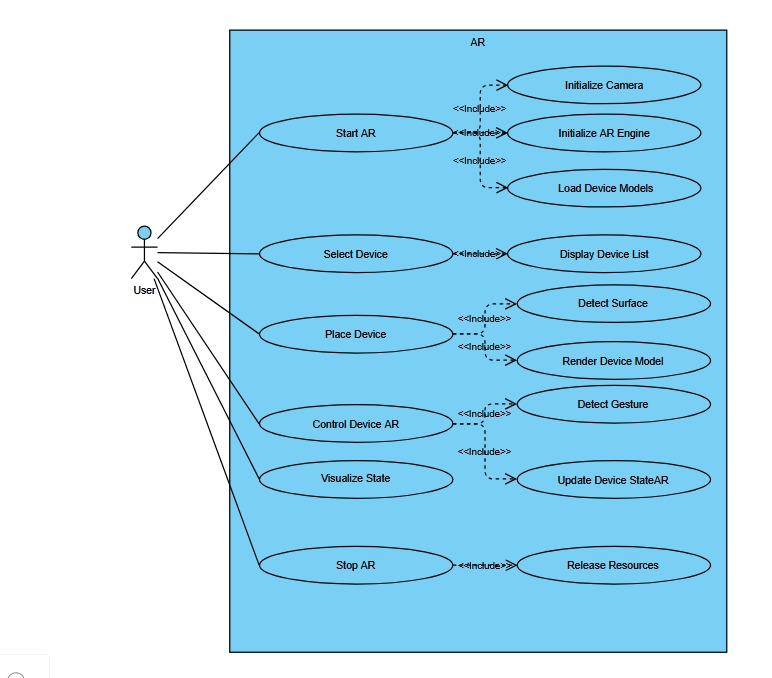 AR
Initialize Camera
<<Include>>
Start AR
<<Include>>
Initialize AR Engine
<<Include>>
Load Device Models
Select Device
<<Include>>
Display Device List
User
Detect Surface
<<Include>>
Place Device
<<Include>>
Render Device Model
Detect Gesture
<<Include>>
Control Device AR
<<Include>>
Visualize State
Update Device StateAR
Stop AR
<<Include>>
Release Resources